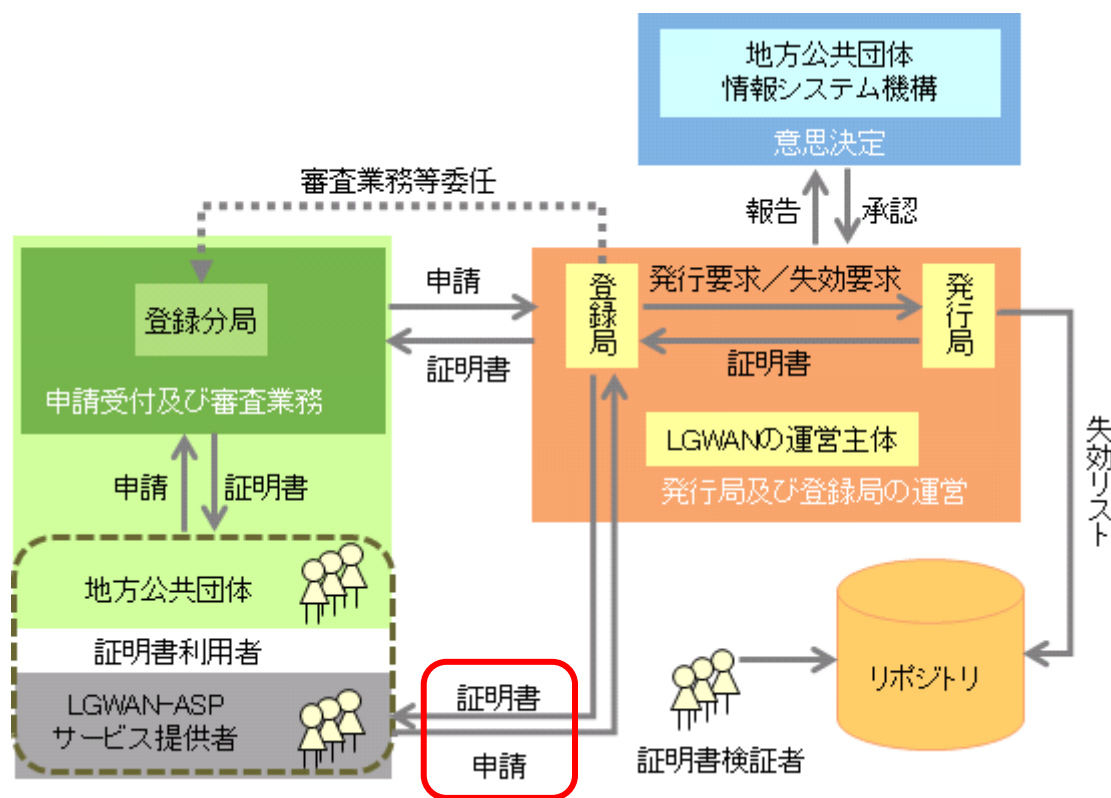 地方公共団体
情報システム機構
意思決定
審査業務等委任
報告
承認
登録分局
申請受付及び審査業務
申請
証明書
登録局
発行要求／失効要求
証明書
発行局
LGWANの運営主体
発行局及び登録局の運営
失効リスト
申請
証明書
地方公共団体
証明書利用者
LGWAN-ASP
サービス提供者
証明書
申請
証明書検証者
リポジトリ